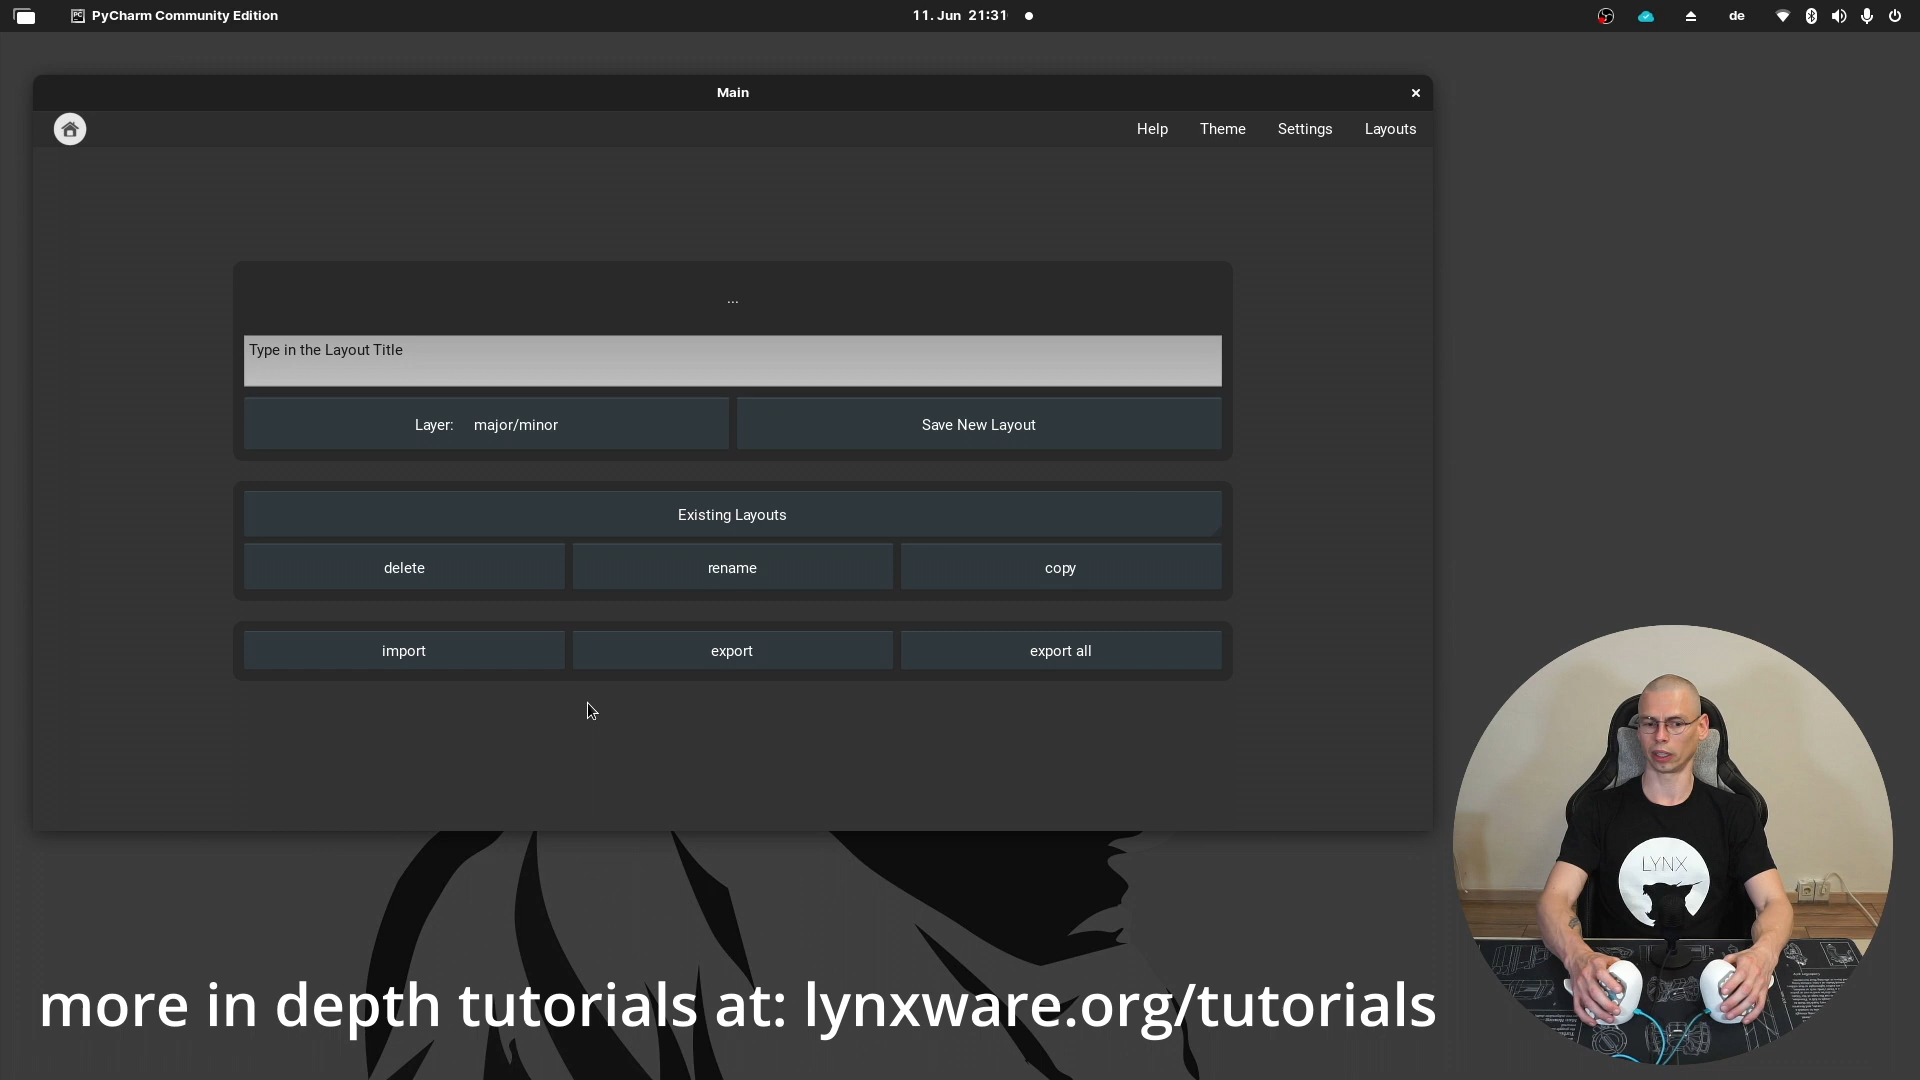 PyCharm Community Edition
11. Jun 21:31
de
Main
Help Theme Settings Layouts
...
Type in the Layout Title
Layer: major/minor
Save New Layout
Existing Layouts
delete rename copy
import export export all
LYNX
more in depth tutorials at: lynxware.org/tutorials